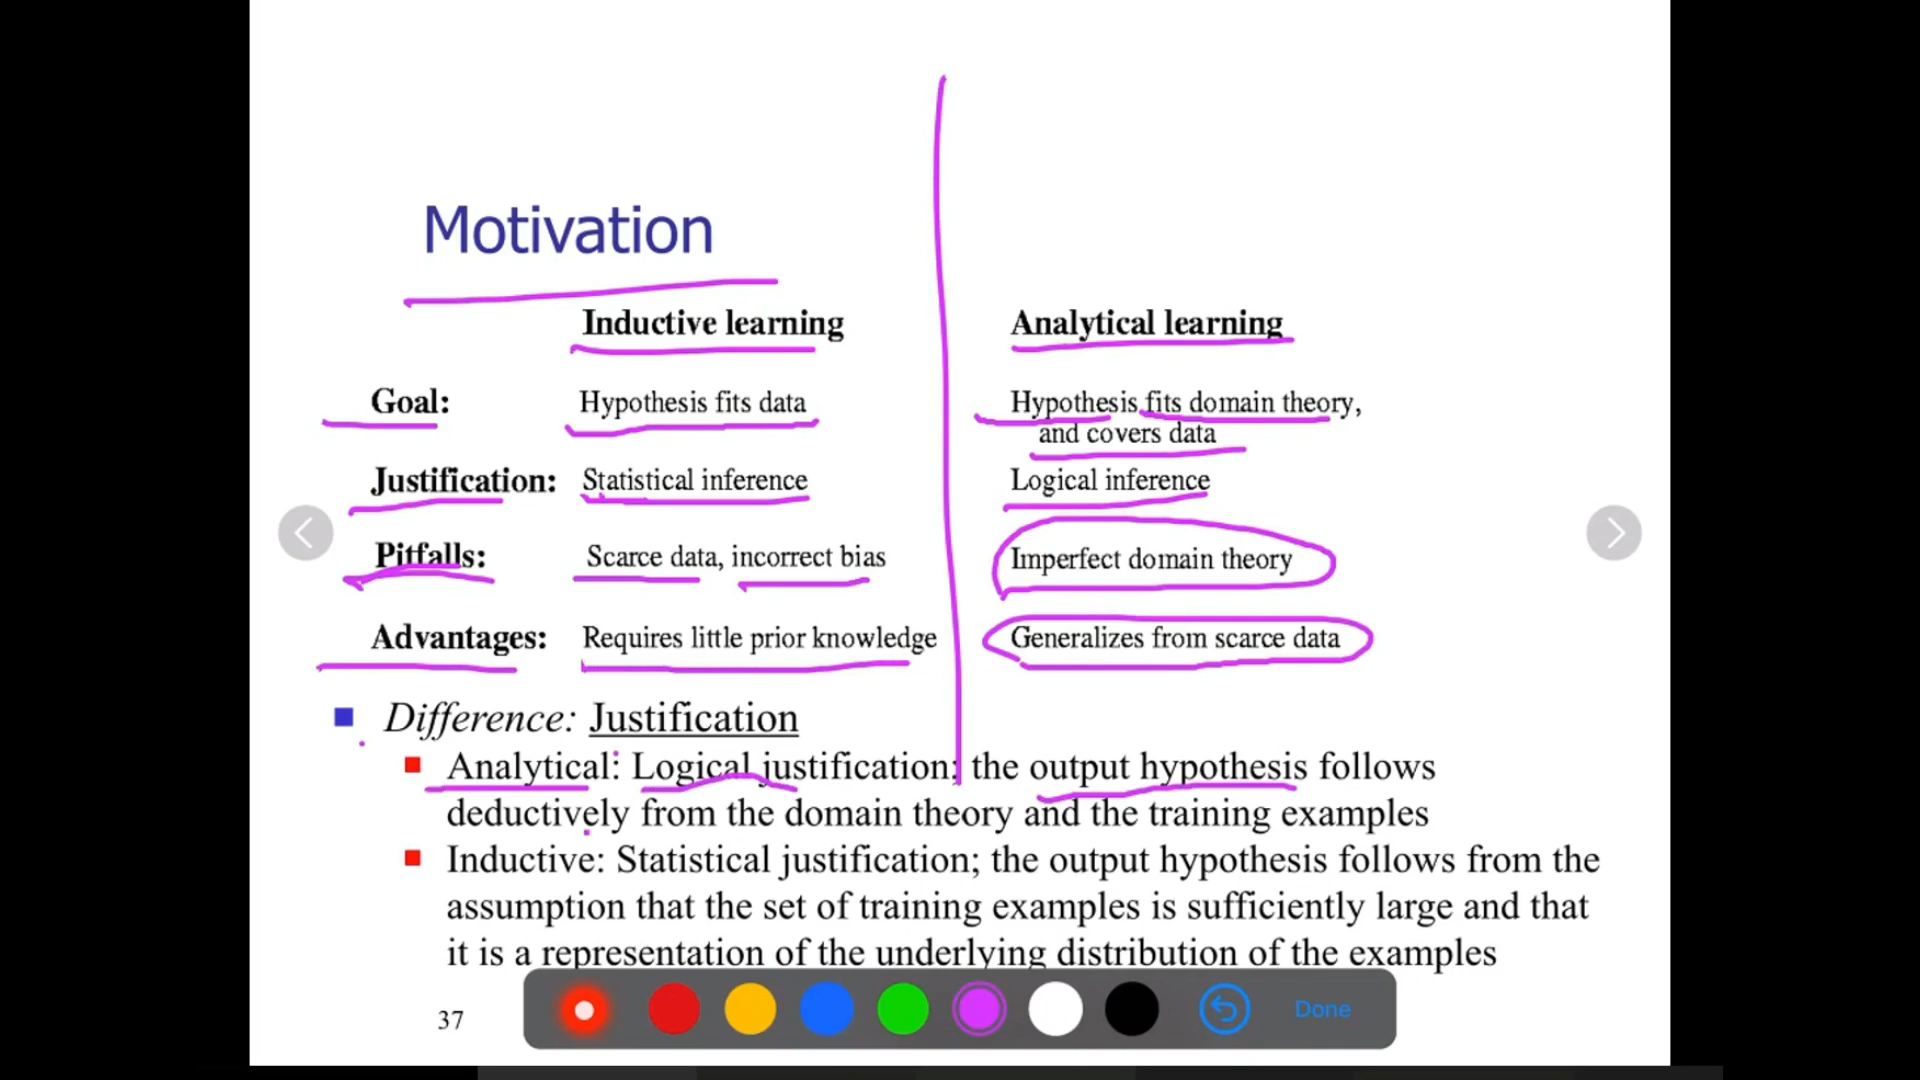 Motivation
Inductive learning Analytical learning
Goal: Hypothesis fits data Hypothesis fits domain theory,
and covers data
Justification: Statistical inference Logical inference
Pitfalls: Scarce data, incorrect bias Imperfect domain theory
Advantages: Requires little prior knowledge Generalizes from scarce data
Difference: Justification
Analytical: Logical justification; the output hypothesis follows
deductively from the domain theory and the training examples
Inductive: Statistical justification; the output hypothesis follows from the
assumption that the set of training examples is sufficiently large and that
it is a representation of the underlying distribution of the examples
37
Done